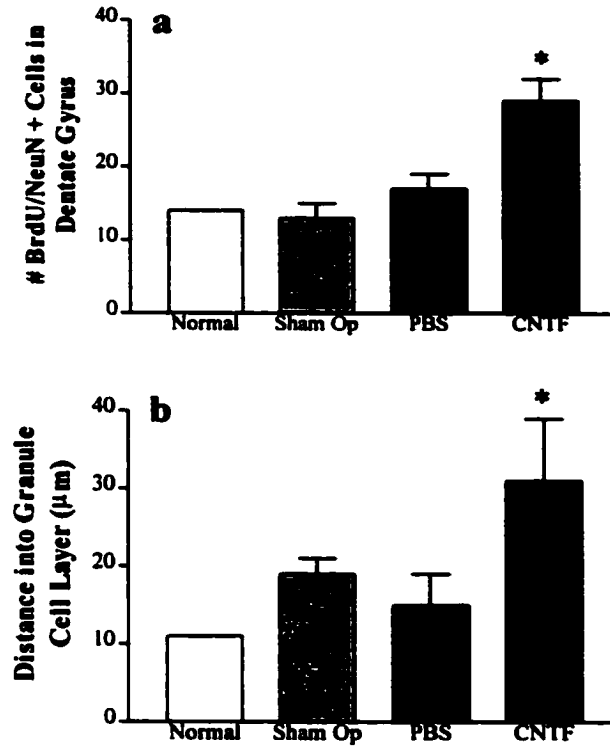 a
# BrdU/NeuN + Cells in
Dentate Gyrus
40
30
20
10
0
*
Normal Sham Op PBS CNTF
b
Distance into Granule
Cell Layer (μm)
40
30
20
10
0
*
Normal Sham Op PBS CNTF